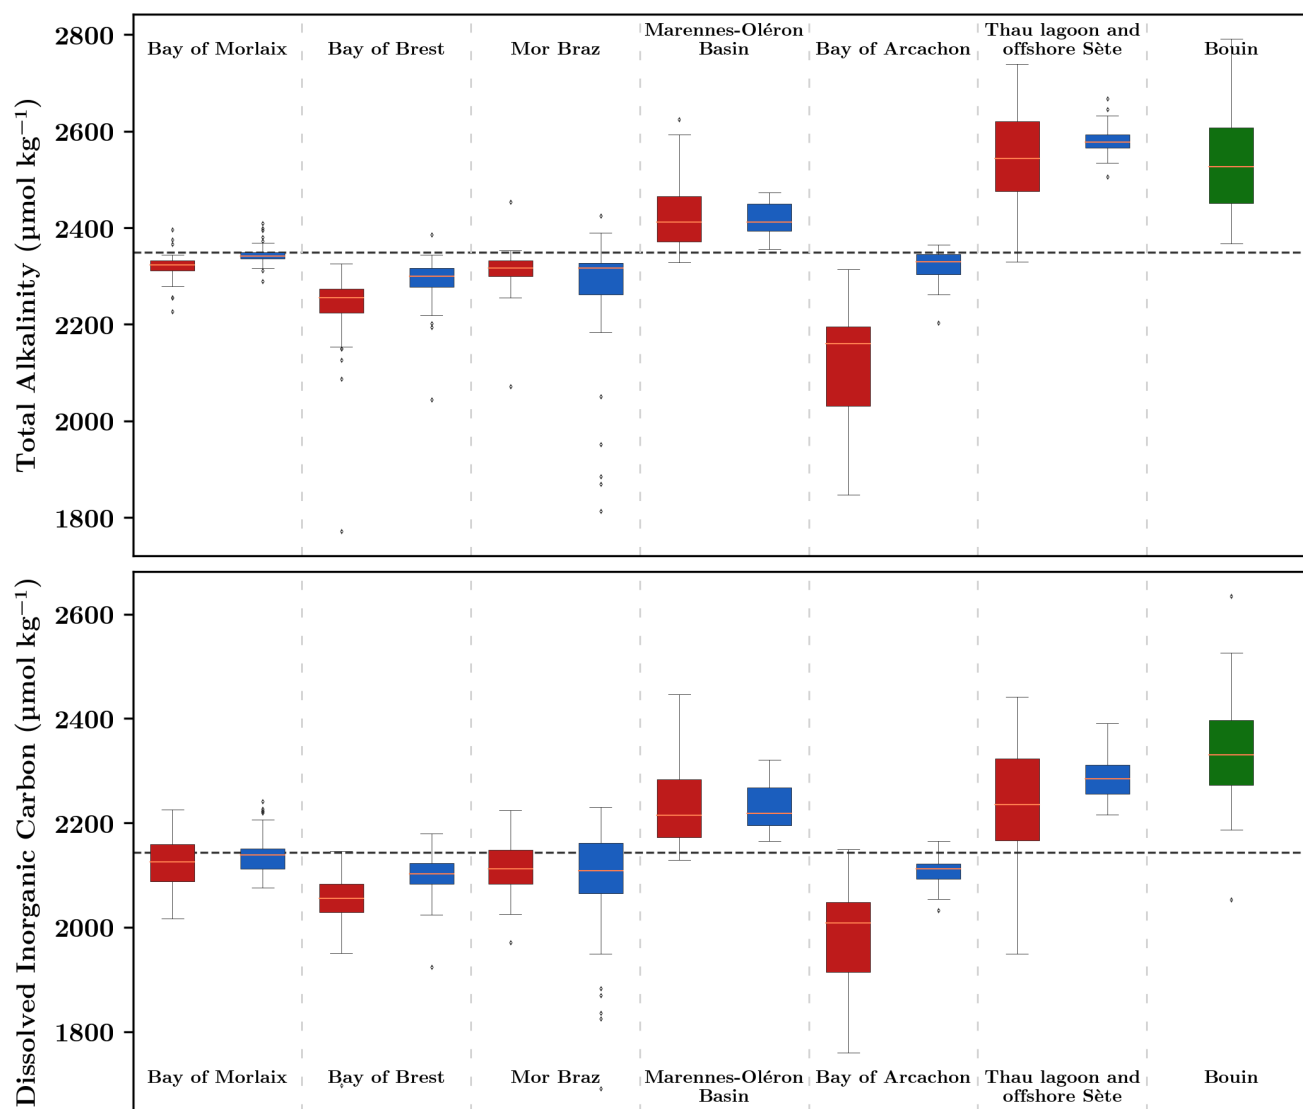 Total Alkalinity (μmol kg⁻¹)
2800
2600
2400
2200
2000
1800
Bay of Morlaix
Bay of Brest
Mor Braz
Marennes-Oléron
Basin
Bay of Arcachon
Thau lagoon and
offshore Sète
Bouin
Dissolved Inorganic Carbon (μmol kg⁻¹)
2600
2400
2200
2000
1800
Bay of Morlaix
Bay of Brest
Mor Braz
Marennes-Oléron
Basin
Bay of Arcachon
Thau lagoon and
offshore Sète
Bouin